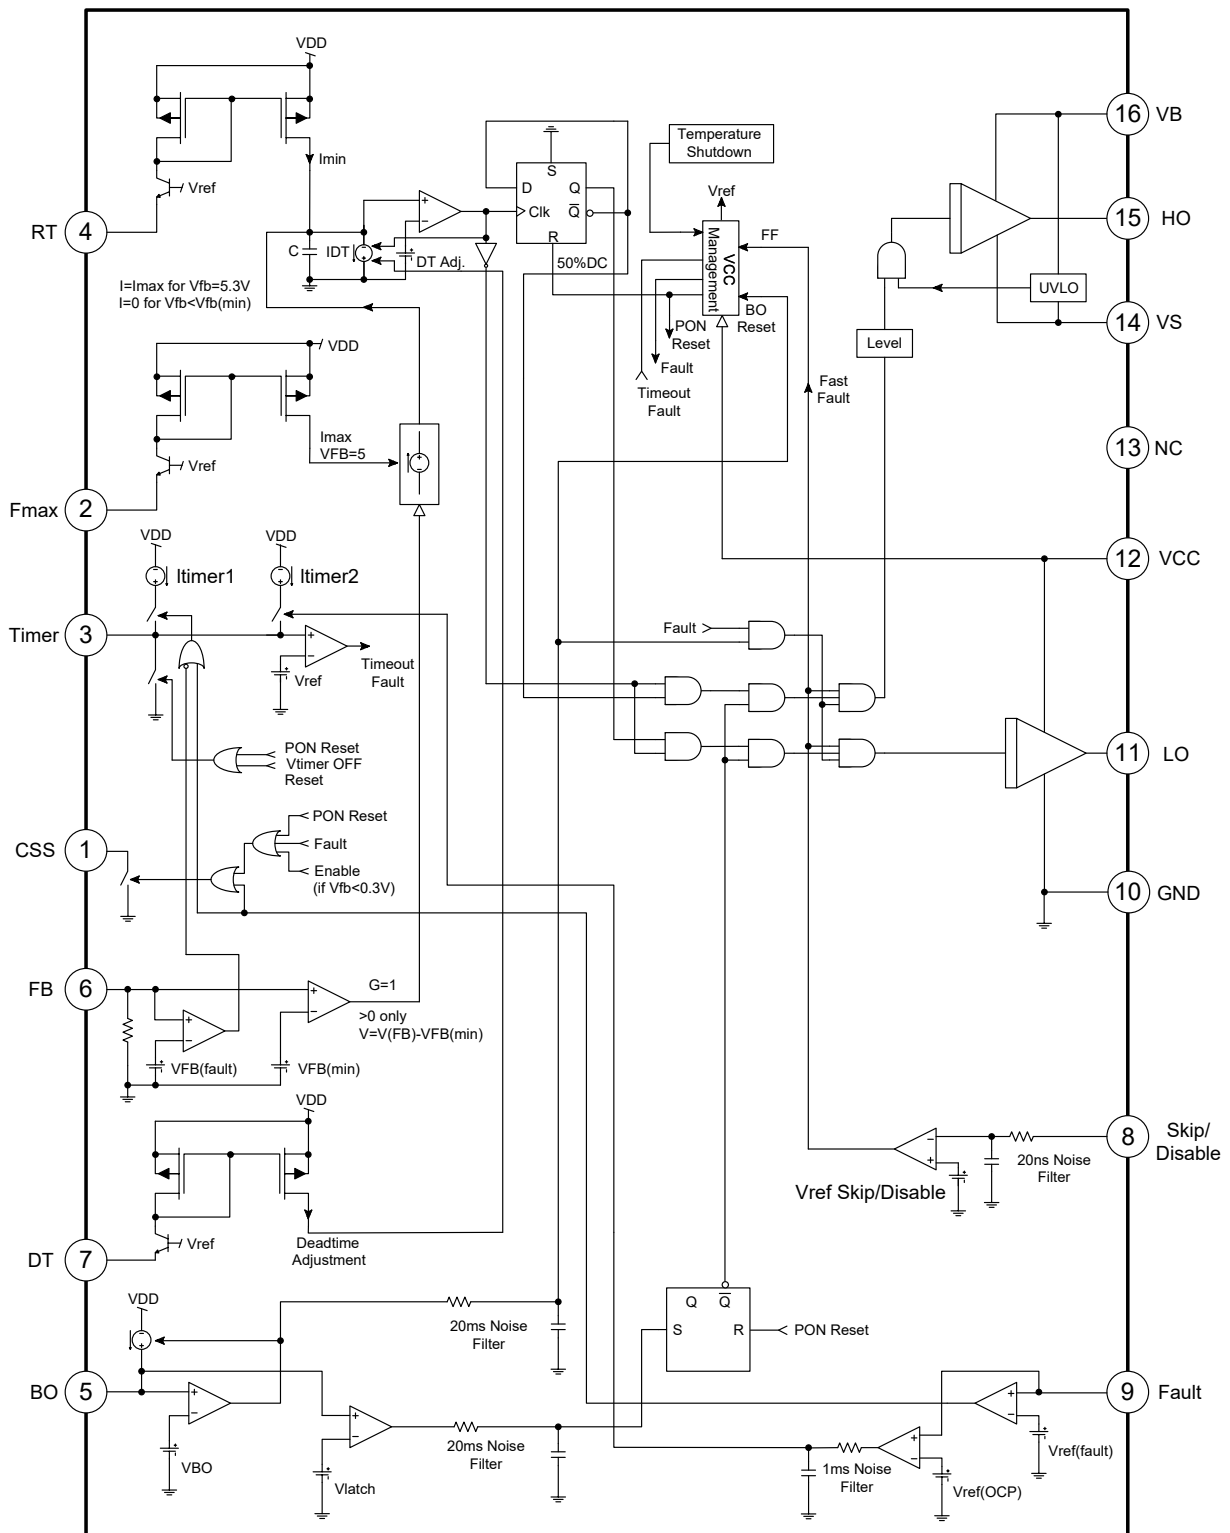 VDD
Imin
Vref
RT
4
I=Imax for Vfb=5.3V
I=0 for Vfb<Vfb(min)
C
IDT
+
−
DT Adj.
S
D
Q
Clk
Q
R
50%DC
Temperature
Shutdown
Vref
VCC
Management
FF
BO
Reset
PON
Reset
Fault
Timeout
Fault
Fast
Fault
16
VB
15
HO
UVLO
14
VS
Level
13
NC
VDD
Imax
VFB=5
Vref
Fmax
2
12
VCC
VDD
Itimer1
VDD
Itimer2
Timer
3
+
−
Vref
Timeout
Fault
Fault
PON Reset
Vtimer OFF
Reset
11
LO
PON Reset
Fault
Enable
(if Vfb<0.3V)
CSS
1
10
GND
FB
6
G=1
>0 only
V=V(FB)-VFB(min)
+
−
+
−
VFB(fault)
VFB(min)
VDD
Vref
DT
7
Deadtime
Adjustment
−
+
Vref Skip/Disable
20ns Noise
Filter
8
Skip/
Disable
VDD
20ms Noise
Filter
Q
Q
S
R
PON Reset
BO
5
+
−
VBO
+
−
Vlatch
20ms Noise
Filter
9
Fault
+
−
Vref(fault)
+
−
1ms Noise
Filter
Vref(OCP)